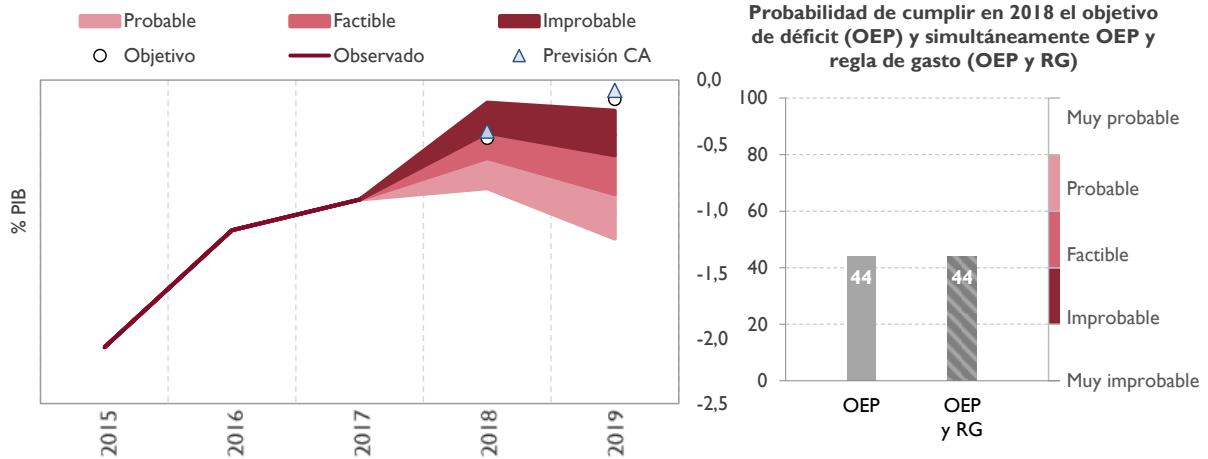 Probable Factible Improbable
Objetivo Observado Previsión CA
% PIB
0,0
-0,5
-1,0
-1,5
-2,0
-2,5
2015 2016 2017 2018 2019
Probabilidad de cumplir en 2018 el objetivo
de déficit (OEP) y simultáneamente OEP y
regla de gasto (OEP y RG)
100
80
60
40
20
0
44 44
OEP OEP
y RG
Muy probable
Probable
Factible
Improbable
Muy improbable